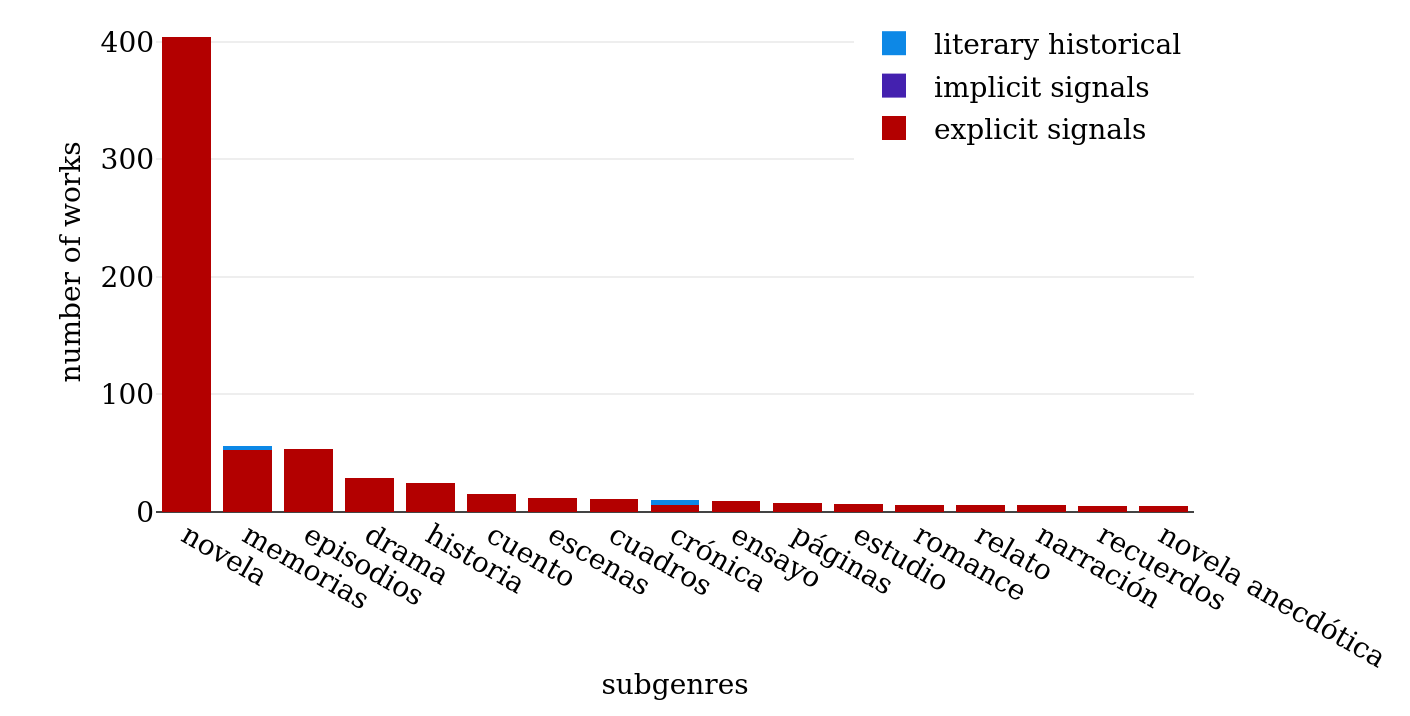 literary historical
implicit signals
explicit signals
number of works
400
300
200
100
0
novela
memorias
episodios
drama
historia
cuento
escenas
cuadros
crónica
ensayo
páginas
estudio
romance
relato
narración
recuerdos
novela anecdótica
subgenres